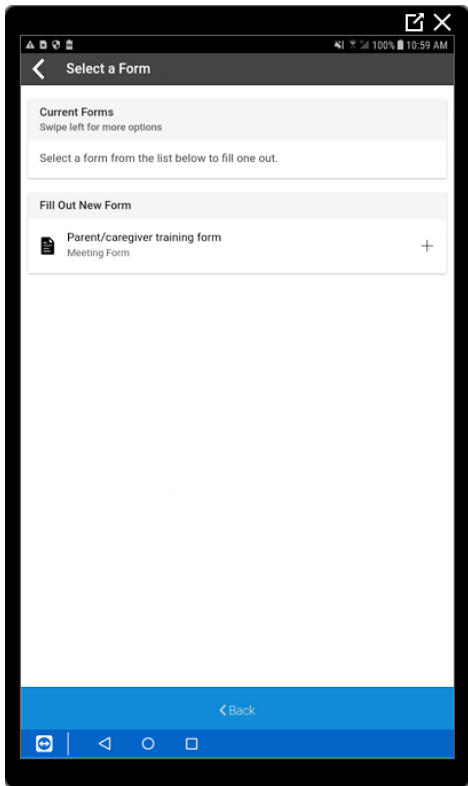 100% 10:59 AM
Select a Form
Current Forms
Swipe left for more options
Select a form from the list below to fill one out.
Fill Out New Form
Parent/caregiver training form
Meeting Form
Back